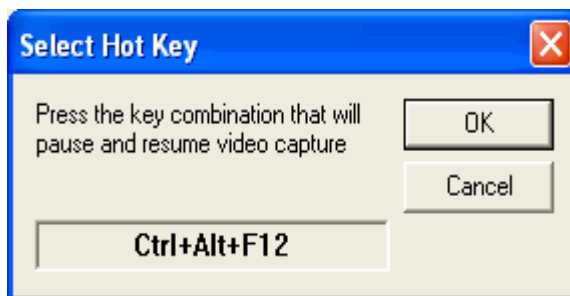 Select Hot Key
Press the key combination that will
pause and resume video capture
OK
Cancel
Ctrl+Alt+F12